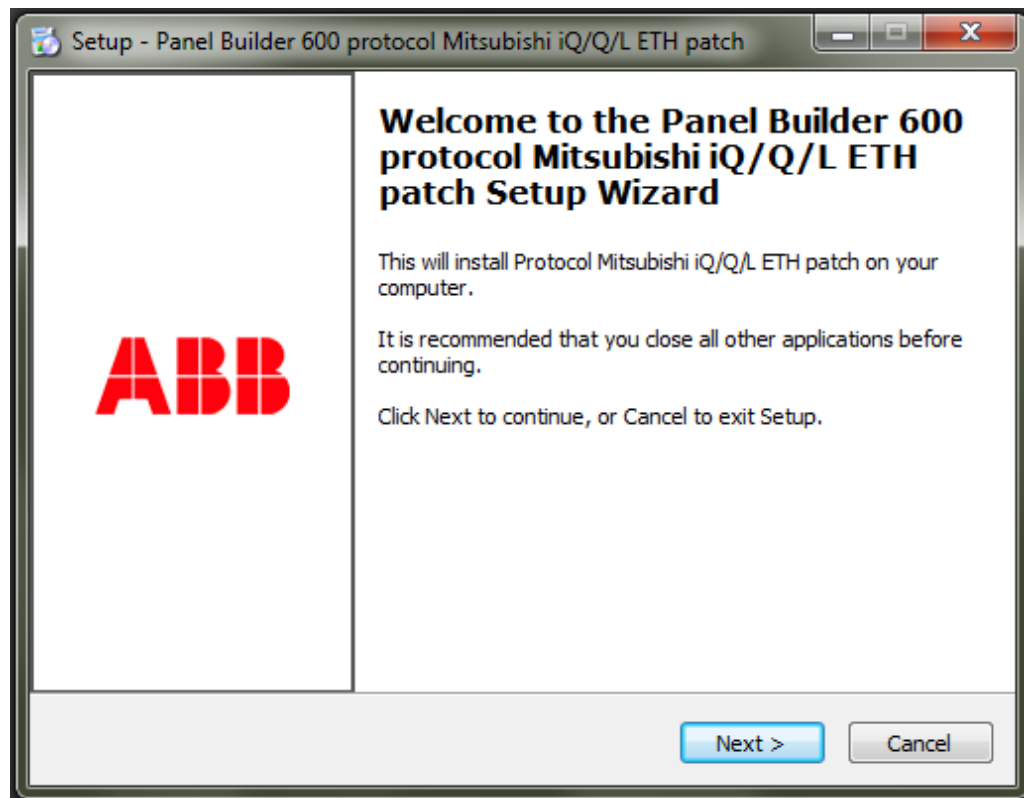 Setup - Panel Builder 600 protocol Mitsubishi iQ/Q/L ETH patch
Welcome to the Panel Builder 600
protocol Mitsubishi iQ/Q/L ETH
patch Setup Wizard
This will install Protocol Mitsubishi iQ/Q/L ETH patch on your
computer.
It is recommended that you close all other applications before
continuing.
Click Next to continue, or Cancel to exit Setup.
ABB
Next >
Cancel